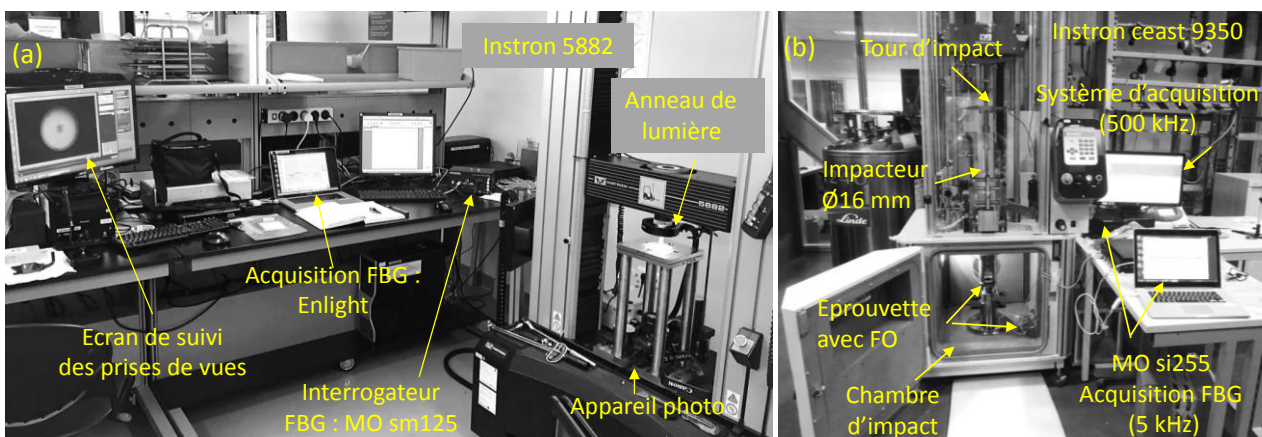 (a)
Instron 5882
Anneau de
lumière
5882
Acquisition FBG :
Enlight
Ecran de suivi
des prises de vues
Interrogateur
FBG : MO sm125
Appareil photo
Canon
(b)
Instron ceast 9350
Tour d'impact
Système d'acquisition
(500 kHz)
Impacteur
Ø16 mm
Linde
Eprouvette
avec FO
Chambre
d'impact
MO si255
Acquisition FBG
(5 kHz)